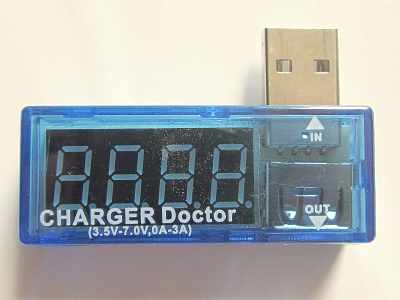 IN
CHARGER Doctor
(3.5V-7.0V,0A-3A)
OUT